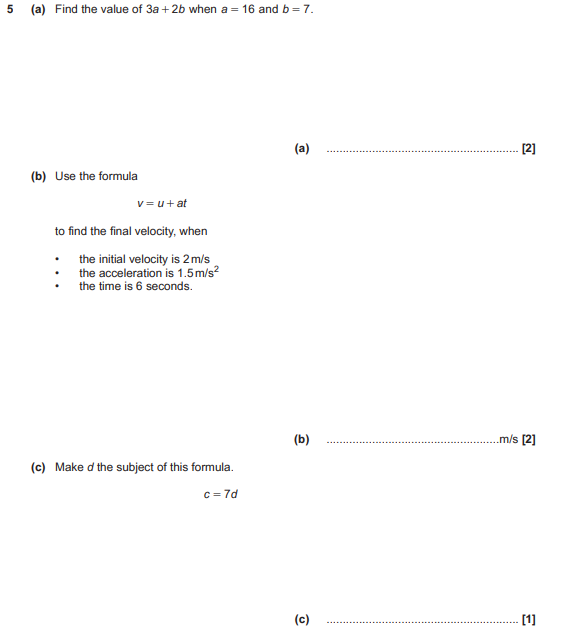 5 (a) Find the value of 3a + 2b when a = 16 and b = 7.
(a) ............................................................ [2]
(b) Use the formula
v = u + at
to find the final velocity, when
• the initial velocity is 2 m/s
• the acceleration is 1.5 m/s²
• the time is 6 seconds.
(b) ......................................................m/s [2]
(c) Make d the subject of this formula.
c = 7d
(c) ............................................................ [1]